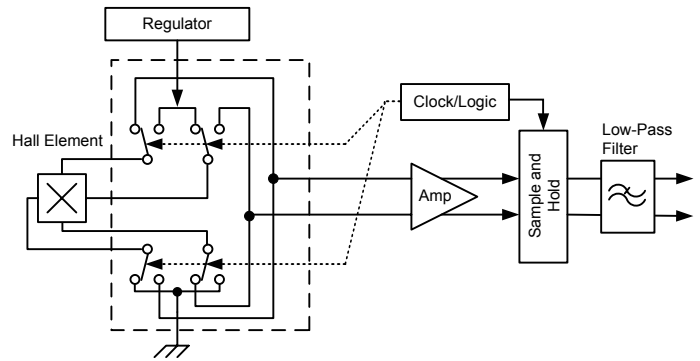 Regulator
Clock/Logic
Hall Element
Low-Pass
Filter
Amp
Sample and
Hold